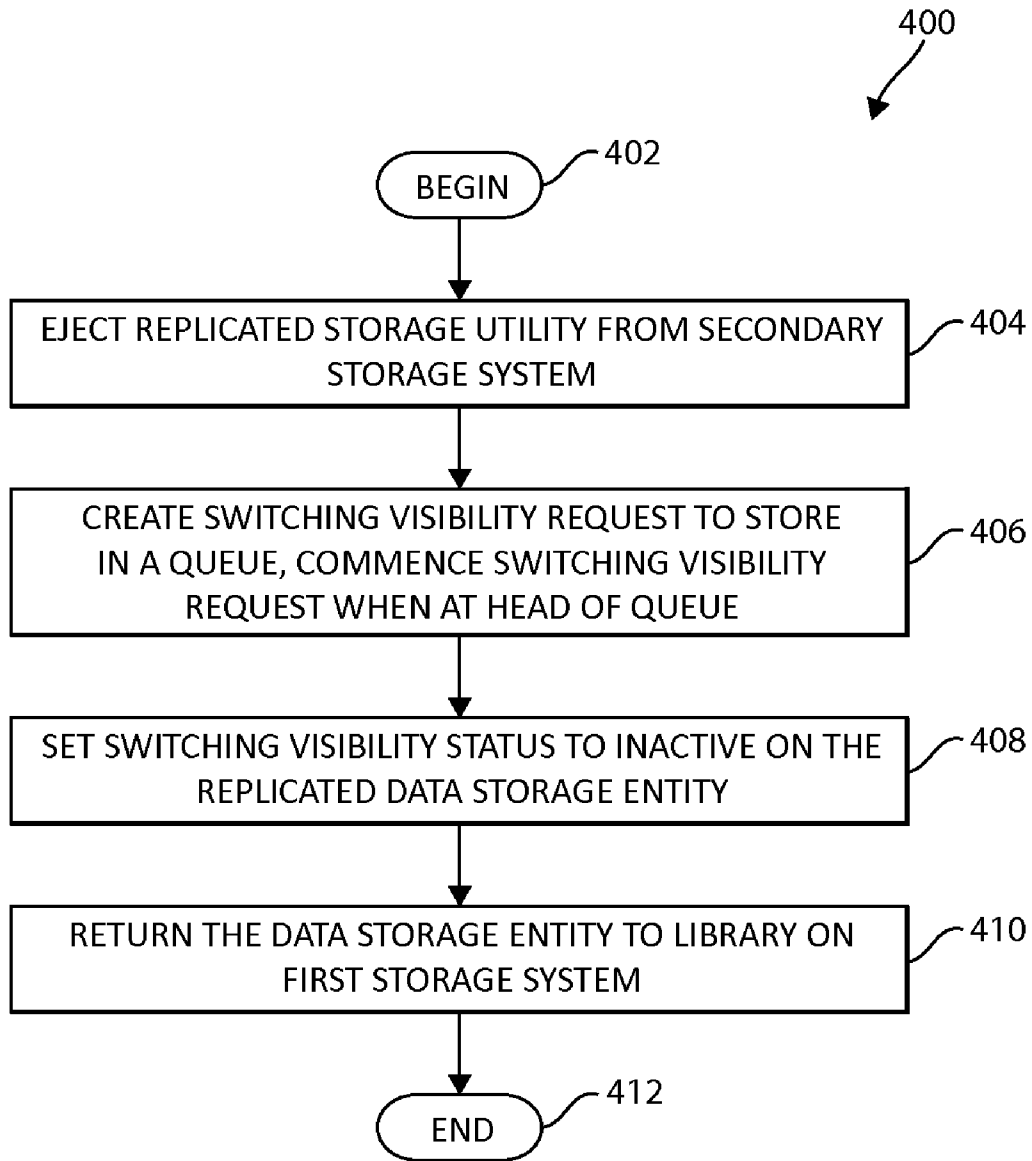 400
BEGIN
402
EJECT REPLICATED STORAGE UTILITY FROM SECONDARY
STORAGE SYSTEM
404
CREATE SWITCHING VISIBILITY REQUEST TO STORE
IN A QUEUE, COMMENCE SWITCHING VISIBILITY
REQUEST WHEN AT HEAD OF QUEUE
406
SET SWITCHING VISIBILITY STATUS TO INACTIVE ON THE
REPLICATED DATA STORAGE ENTITY
408
RETURN THE DATA STORAGE ENTITY TO LIBRARY ON
FIRST STORAGE SYSTEM
410
END
412